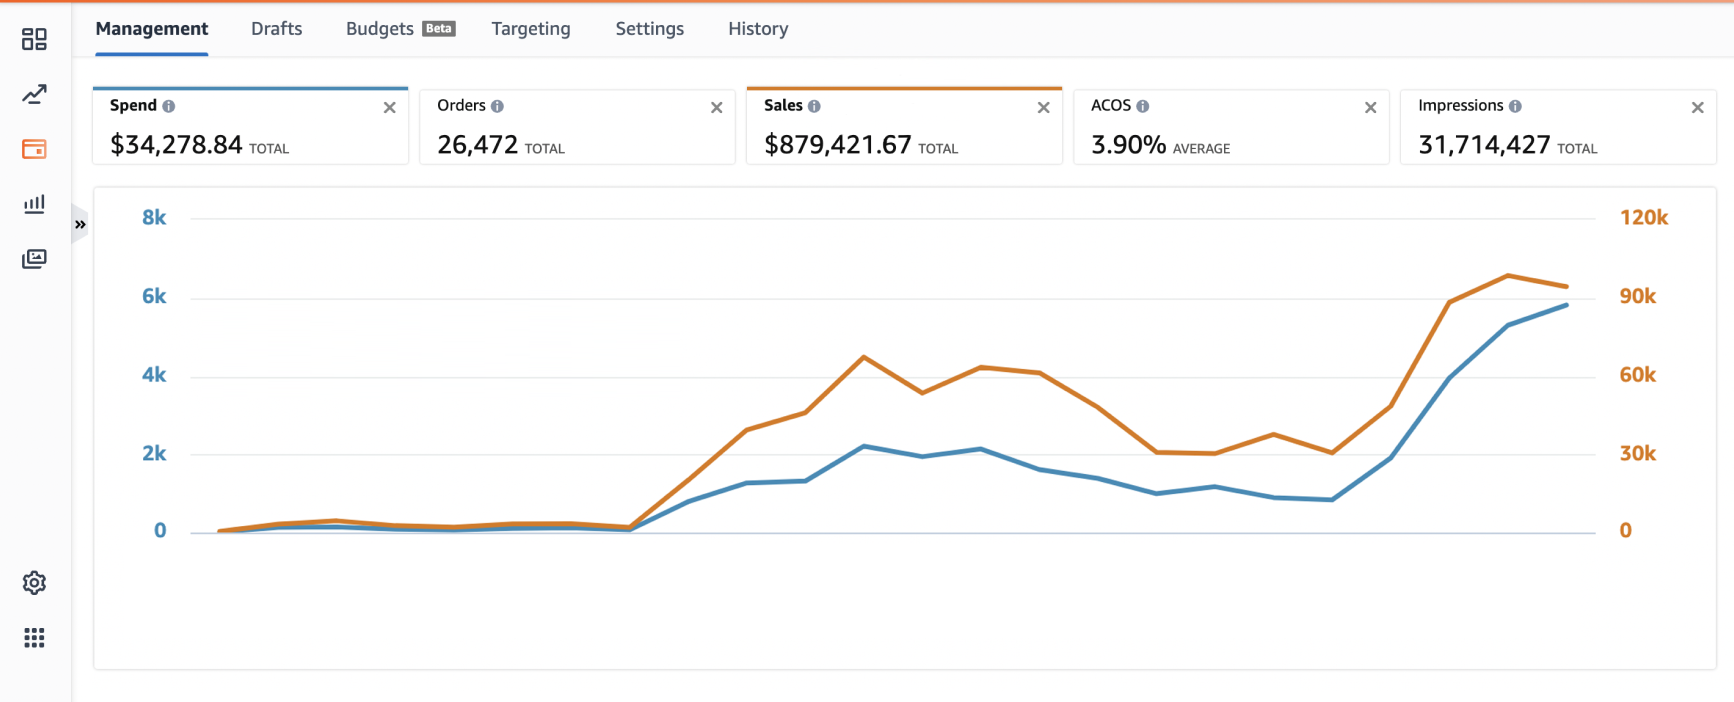 Management Drafts Budgets Beta Targeting Settings History
Spend Orders Sales ACOS Impressions
$34,278.84 TOTAL 26,472 TOTAL $879,421.67 TOTAL 3.90% AVERAGE 31,714,427 TOTAL
8k 120k
6k 90k
4k 60k
2k 30k
0 0